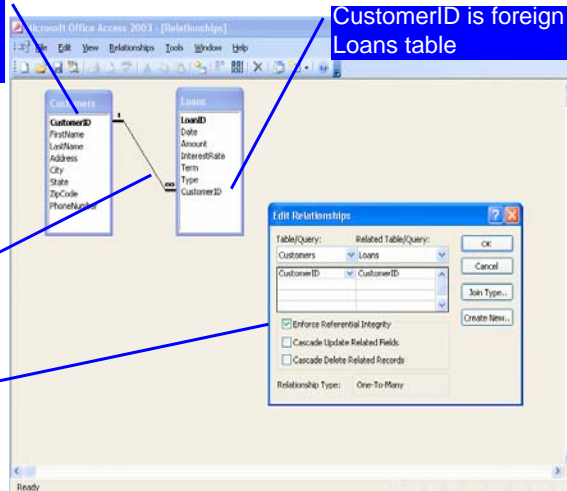 CustomerID is foreign
Loans table
Microsoft Office Access 2003 - [Relationships]
File Edit View Relationships Tools Window Help
Customers
CustomerID
FirstName
LastName
Address
City
State
ZipCode
PhoneNumber
1
∞
Loans
LoanID
Date
Amount
InterestRate
Term
Type
CustomerID
Edit Relationships
Table/Query: Related Table/Query:
Customers Loans
CustomerID CustomerID
Enforce Referential Integrity
Cascade Update Related Fields
Cascade Delete Related Records
Relationship Type: One-To-Many
OK
Cancel
Join Type..
Create New..
Ready